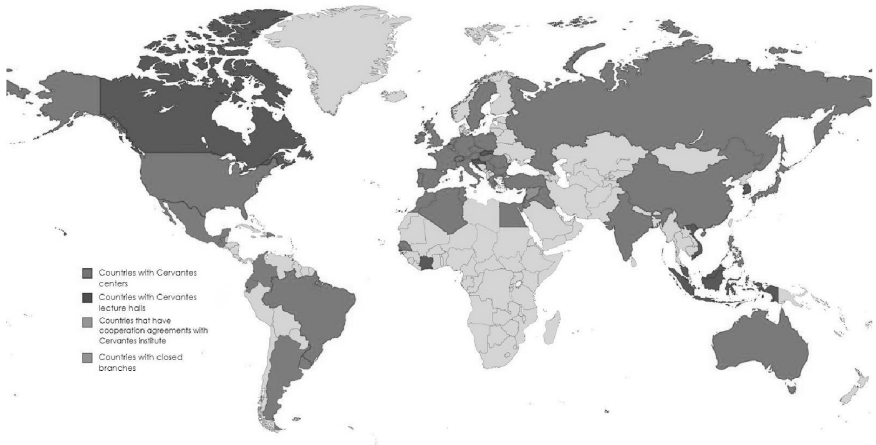 Countries with Cervantes
centers
Countries with Cervantes
lecture halls
Countries that have
cooperation agreements with
Cervantes institute
Countries with closed
branches